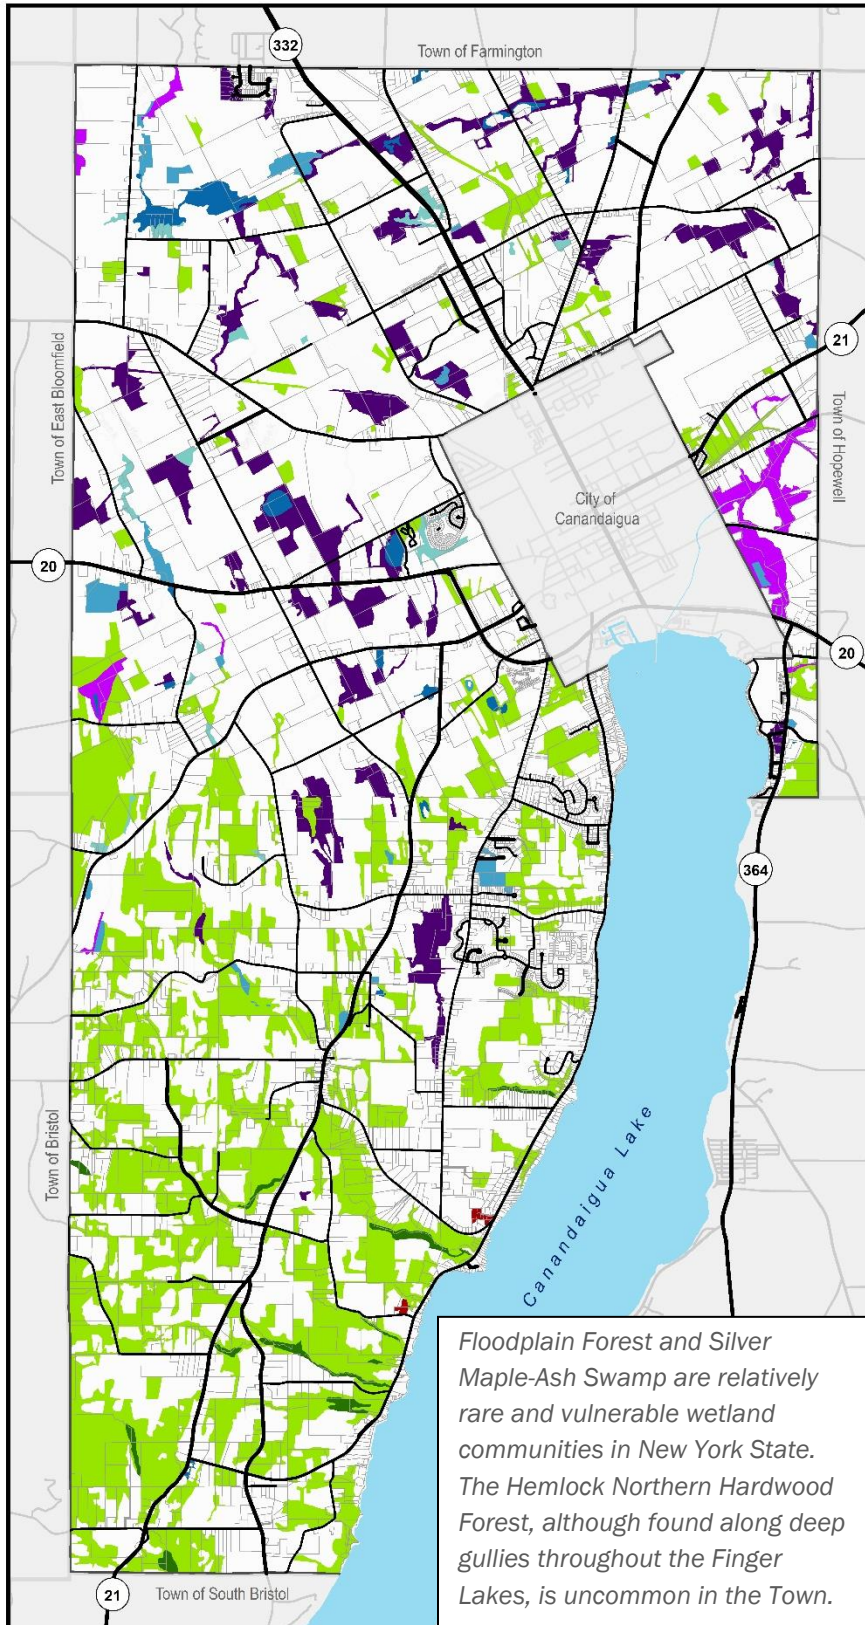 332
Town of Farmington
21
Town of East Bloomfield
Town of Hopewell
City of
Canandaigua
20
20
364
Town of Bristol
Canandaigua Lake
Floodplain Forest and Silver
Maple-Ash Swamp are relatively
rare and vulnerable wetland
communities in New York State.
The Hemlock Northern Hardwood
Forest, although found along deep
gullies throughout the Finger
Lakes, is uncommon in the Town.
21
Town of South Bristol